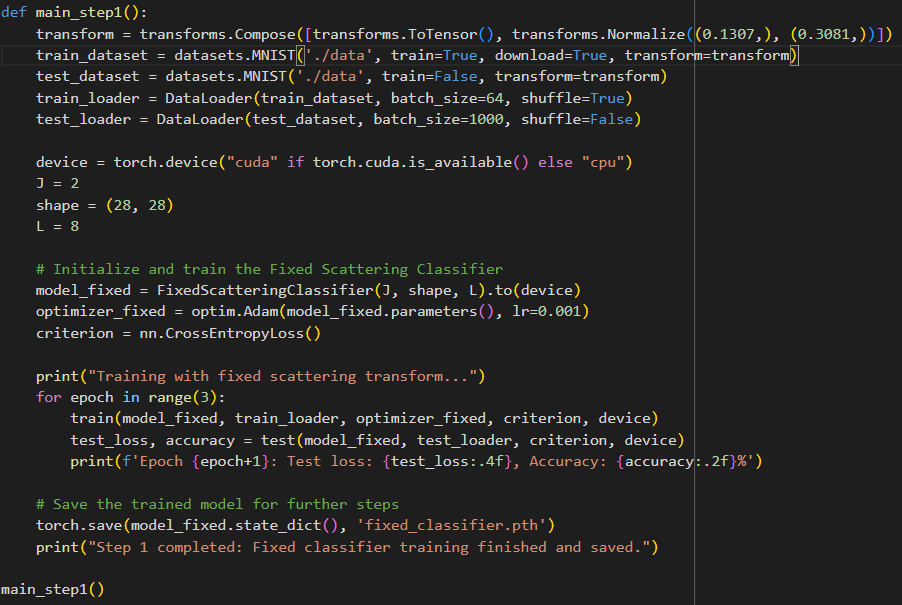 def main_step1():
    transform = transforms.Compose([transforms.ToTensor(), transforms.Normalize((0.1307,), (0.3081,))])
    train_dataset = datasets.MNIST('./data', train=True, download=True, transform=transform)
    test_dataset = datasets.MNIST('./data', train=False, transform=transform)
    train_loader = DataLoader(train_dataset, batch_size=64, shuffle=True)
    test_loader = DataLoader(test_dataset, batch_size=1000, shuffle=False)

    device = torch.device("cuda" if torch.cuda.is_available() else "cpu")
    J = 2
    shape = (28, 28)
    L = 8

    # Initialize and train the Fixed Scattering Classifier
    model_fixed = FixedScatteringClassifier(J, shape, L).to(device)
    optimizer_fixed = optim.Adam(model_fixed.parameters(), lr=0.001)
    criterion = nn.CrossEntropyLoss()

    print("Training with fixed scattering transform...")
    for epoch in range(3):
        train(model_fixed, train_loader, optimizer_fixed, criterion, device)
        test_loss, accuracy = test(model_fixed, test_loader, criterion, device)
        print(f'Epoch {epoch+1}: Test loss: {test_loss:.4f}, Accuracy: {accuracy:.2f}%')

    # Save the trained model for further steps
    torch.save(model_fixed.state_dict(), 'fixed_classifier.pth')
    print("Step 1 completed: Fixed classifier training finished and saved.")

main_step1()